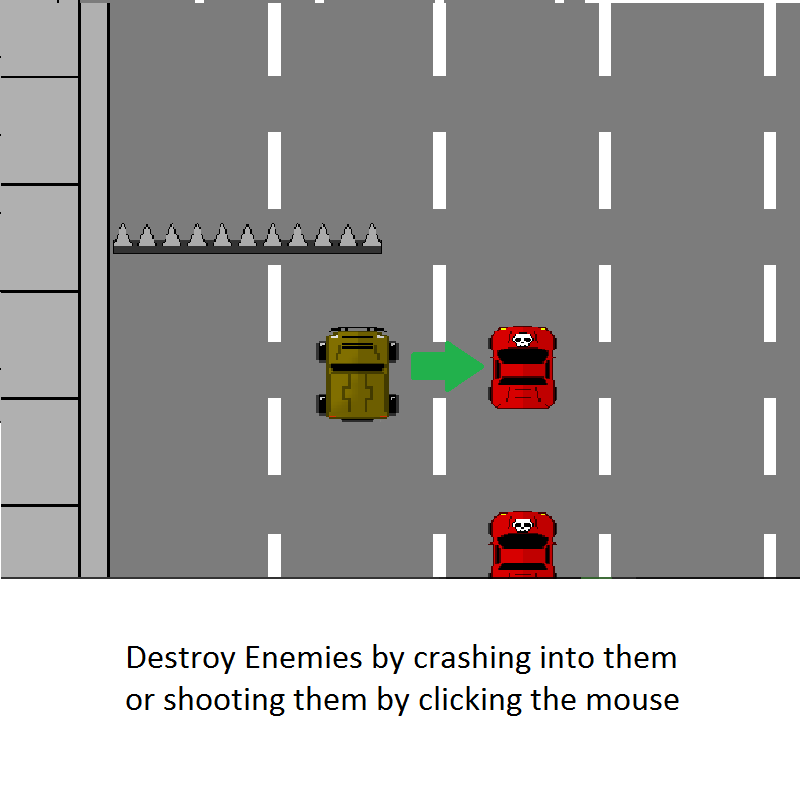 Destroy Enemies by crashing into them
or shooting them by clicking the mouse